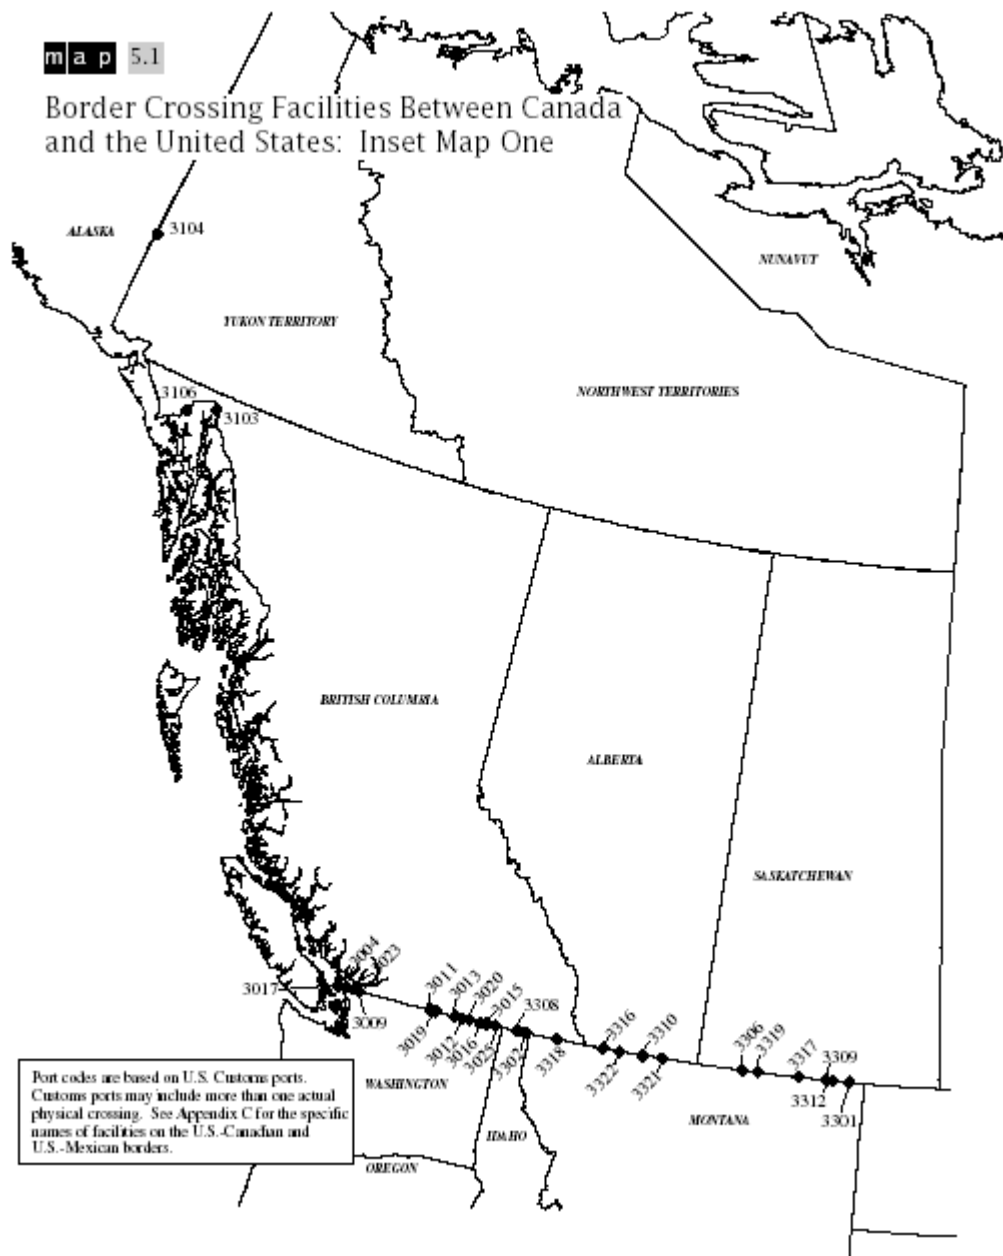 map 5.1
Border Crossing Facilities Between Canada
and the United States: Inset Map One
ALASKA
3104
NUNAVUT
YUKON TERRITORY
NORTHWEST TERRITORIES
3106
3103
BRITISH COLUMBIA
ALBERTA
SASKATCHEWAN
3004
3023
3017
3009
3011
3013
3020
3015
3308
3019
3012
3016
3025
3302
3318
3316
3310
3322
3321
3306
3319
3317
3309
3312
3301
Port codes are based on U.S. Customs ports.
Customs ports may include more than one actual
physical crossing. See Appendix C for the specific
names of facilities on the U.S.-Canadian and
U.S.-Mexican borders.
WASHINGTON
IDAHO
MONTANA
OREGON